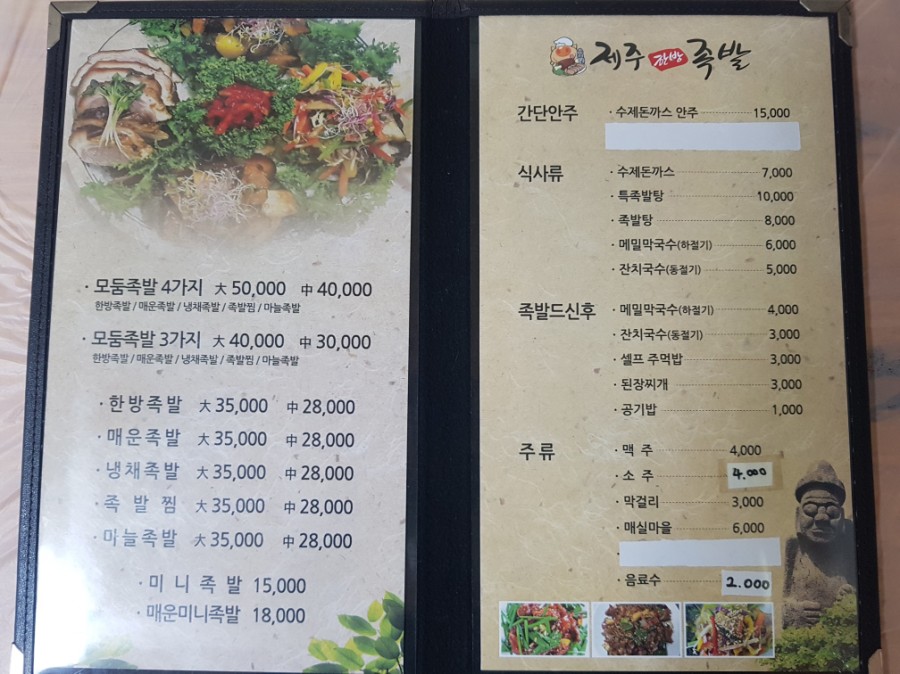 · 모둠족발 4가지 大 50,000 中 40,000
한방족발 / 매운족발 / 냉채족발 / 족발찜 / 마늘족발
· 모둠족발 3가지 大 40,000 中 30,000
한방족발 / 매운족발 / 냉채족발 / 족발찜 / 마늘족발
· 한방족발 大 35,000 中 28,000
· 매운족발 大 35,000 中 28,000
· 냉채족발 大 35,000 中 28,000
· 족 발 찜 大 35,000 中 28,000
· 마늘족발 大 35,000 中 28,000
· 미 니 족 발 15,000
· 매운미니족발 18,000
제주 한방 족발
간단안주 · 수제돈까스 안주 15,000
식사류 · 수제돈까스 7,000
· 특족발탕 10,000
· 족발탕 8,000
· 메밀막국수(하절기) 6,000
· 잔치국수(동절기) 5,000
족발드신후 · 메밀막국수(하절기) 4,000
· 잔치국수(동절기) 3,000
· 셀프 주먹밥 3,000
· 된장찌개 3,000
· 공기밥 1,000
주 류 · 맥 주 4,000
· 소 주 4.000
· 막걸리 3,000
· 매실마을 6,000
· 음료수 2.000